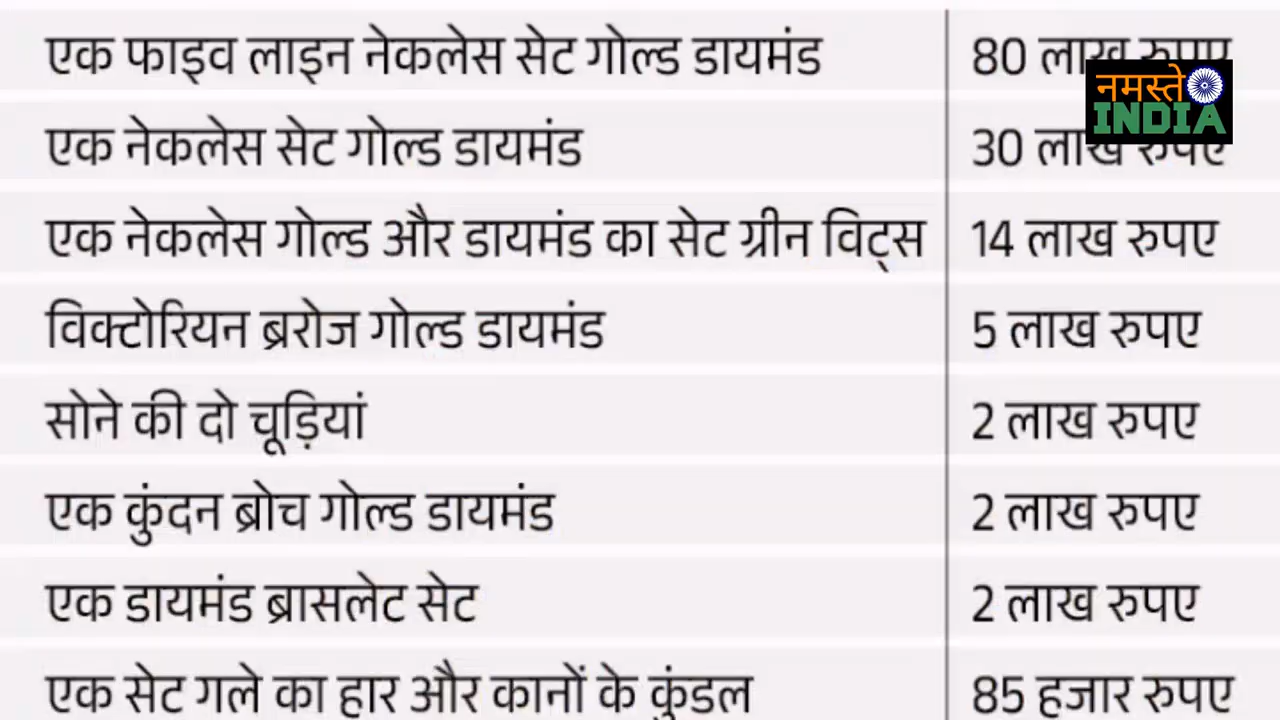 एक फाइव लाइन नेकलेस सेट गोल्ड डायमंड 80 लाख रुपए
नमस्ते
INDIA
एक नेकलेस सेट गोल्ड डायमंड 30 लाख रुपए
एक नेकलेस गोल्ड और डायमंड का सेट ग्रीन विट्स 14 लाख रुपए
विक्टोरियन ब्ररोज गोल्ड डायमंड 5 लाख रुपए
सोने की दो चूड़ियां 2 लाख रुपए
एक कुंदन ब्रोच गोल्ड डायमंड 2 लाख रुपए
एक डायमंड ब्रासलेट सेट 2 लाख रुपए
एक सेट गले का हार और कानों के कुंडल 85 हजार रुपए